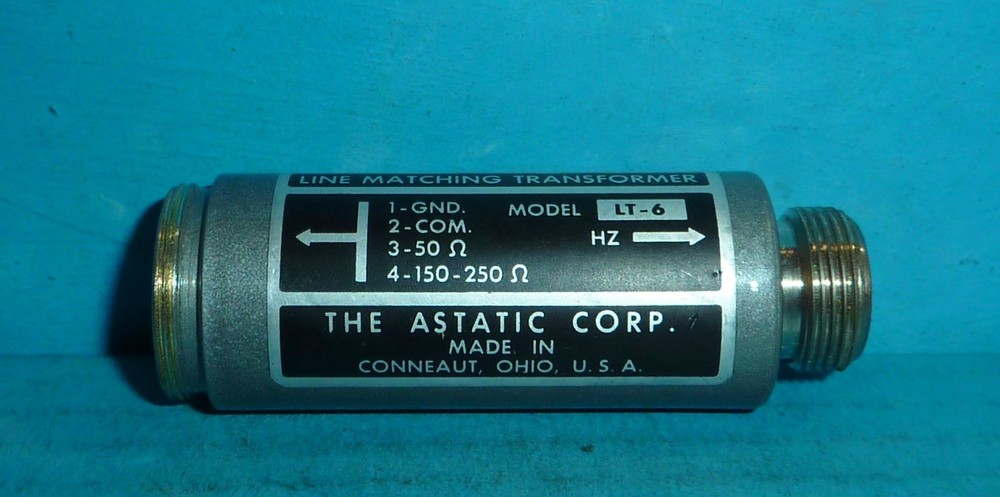 LINE MATCHING TRANSFORMER
1-GND.
2-COM.
3-50 Ω
4-150-250 Ω
MODEL LT-6
HZ
THE ASTATIC CORP.
MADE IN
CONNEAUT, OHIO, U.S.A.